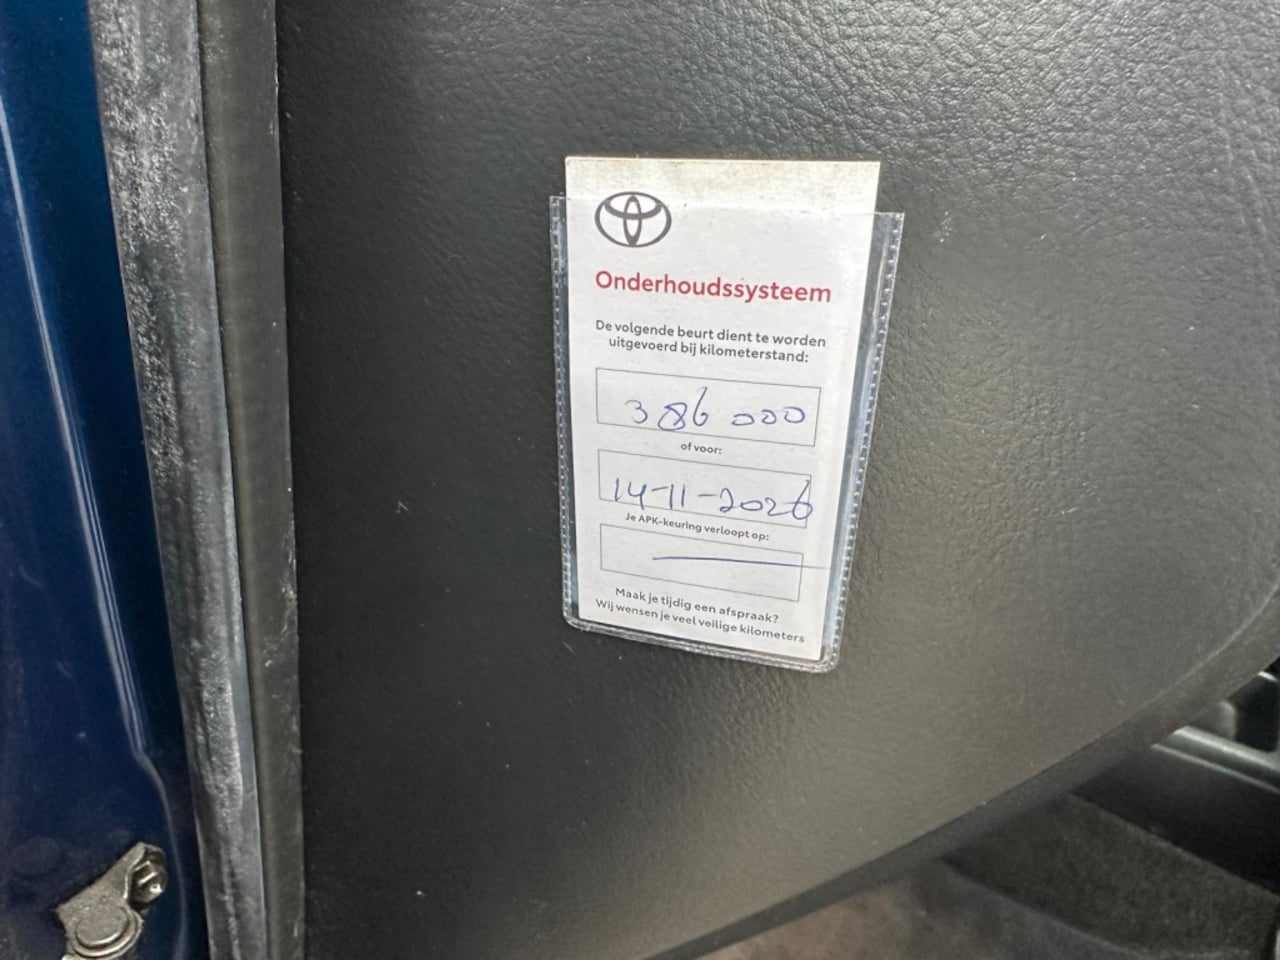 Onderhoudssysteem
De volgende beurt dient te worden
uitgevoerd bij kilometerstand:
386 000
of voor:
14-11-2026
Je APK-keuring verloopt op:
Maak je tijdig een afspraak?
Wij wensen je veel veilige kilometers